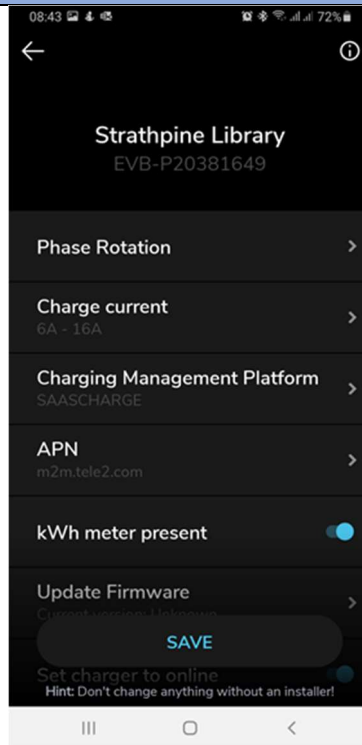 08:43 72%
Strathpine Library
EVB-P20381649
Phase Rotation
Charge current
6A - 16A
Charging Management Platform
SAASCHARGE
APN
m2m.tele2.com
kWh meter present
Update Firmware
Current version: Unknown
SAVE
Set charger to online
Hint: Don't change anything without an installer!